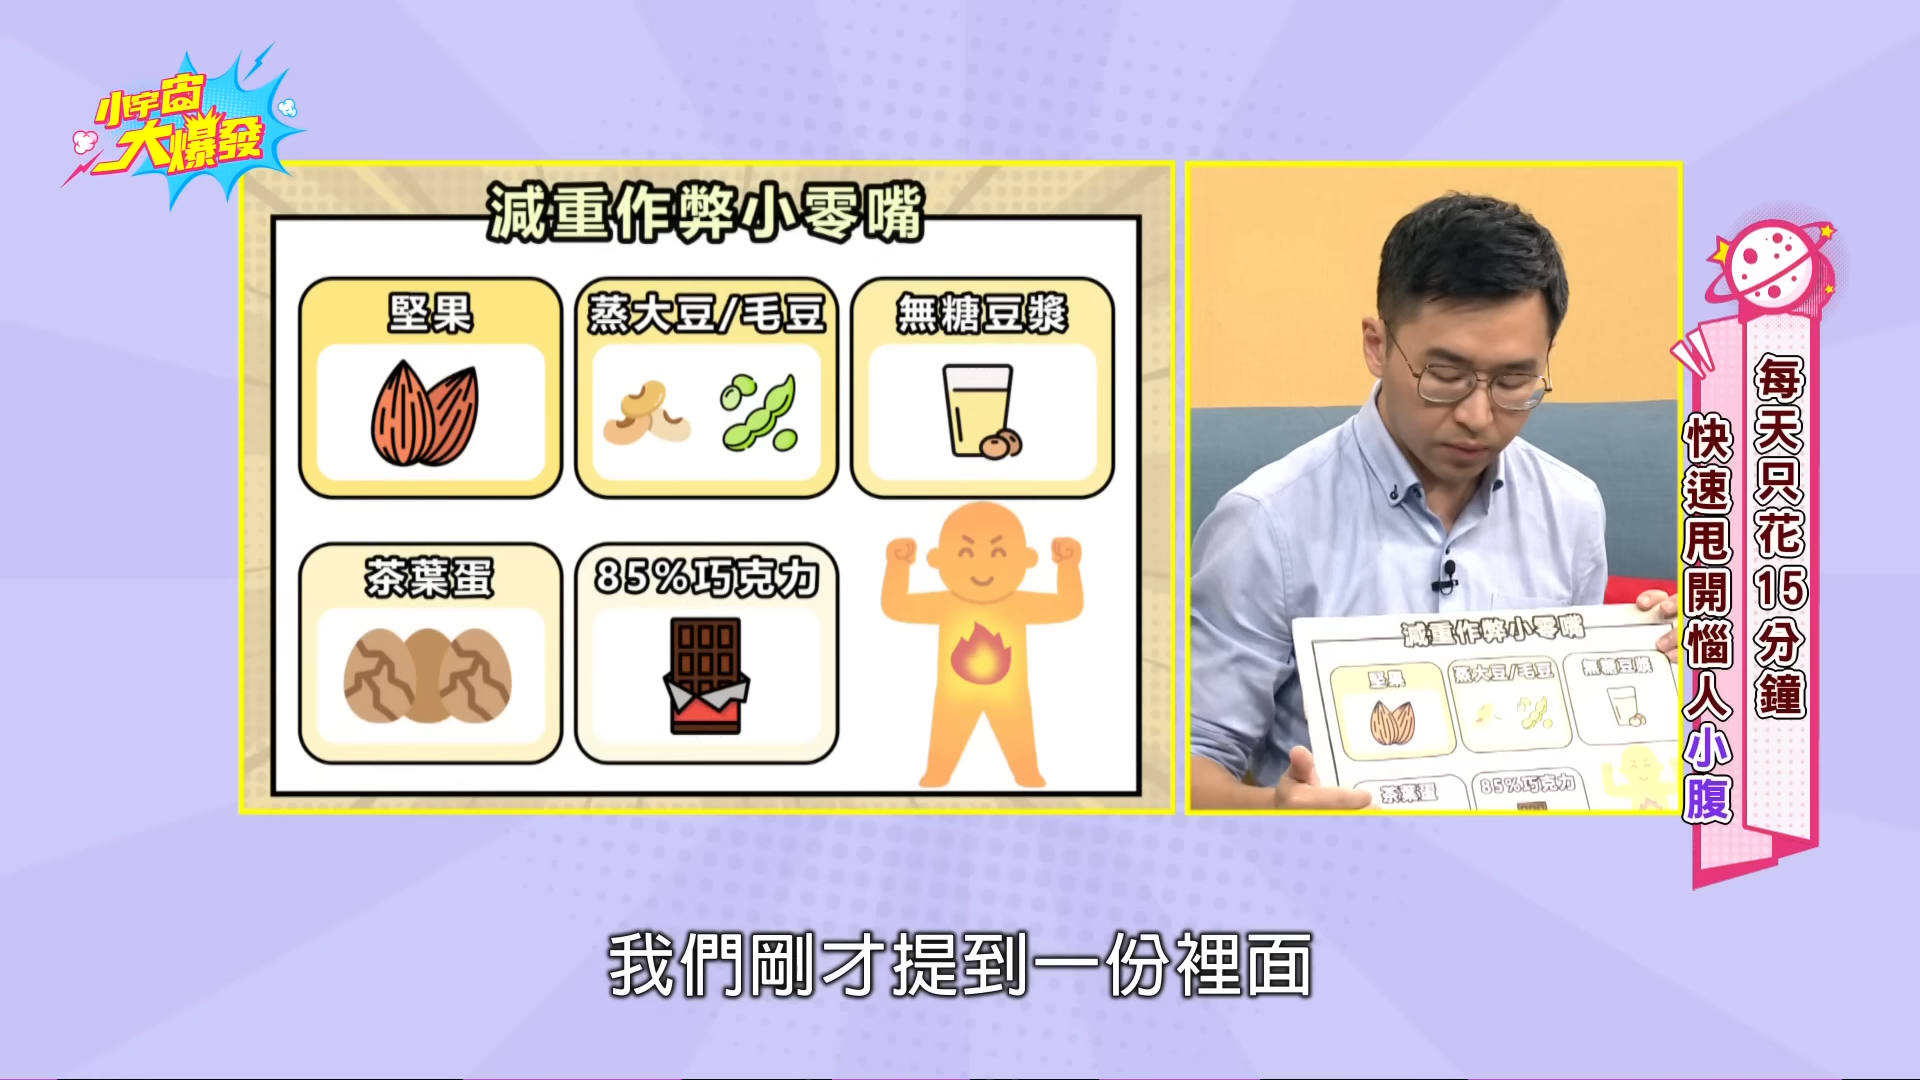 小宇宙
大爆發
減重作弊小零嘴
堅果
蒸大豆/毛豆
無糖豆漿
茶葉蛋
85%巧克力
減重作弊小零嘴
堅果
蒸大豆/毛豆
無糖豆漿
茶葉蛋
85%巧克力
每天只花15分鐘
快速甩開惱人小腹
我們剛才提到一份裡面